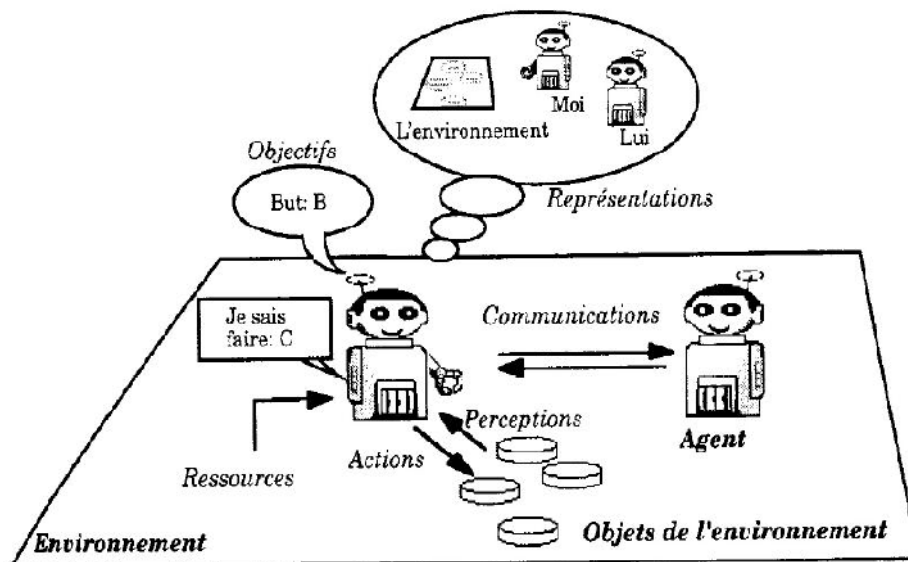 Moi
L'environnement
Lui
Objectifs
But: B
Représentations
Je sais
faire: C
Communications
Perceptions
Agent
Ressources
Actions
Environnement
Objets de l'environnement